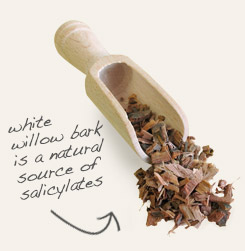 white
willow bark
is a natural
source of
salicylates